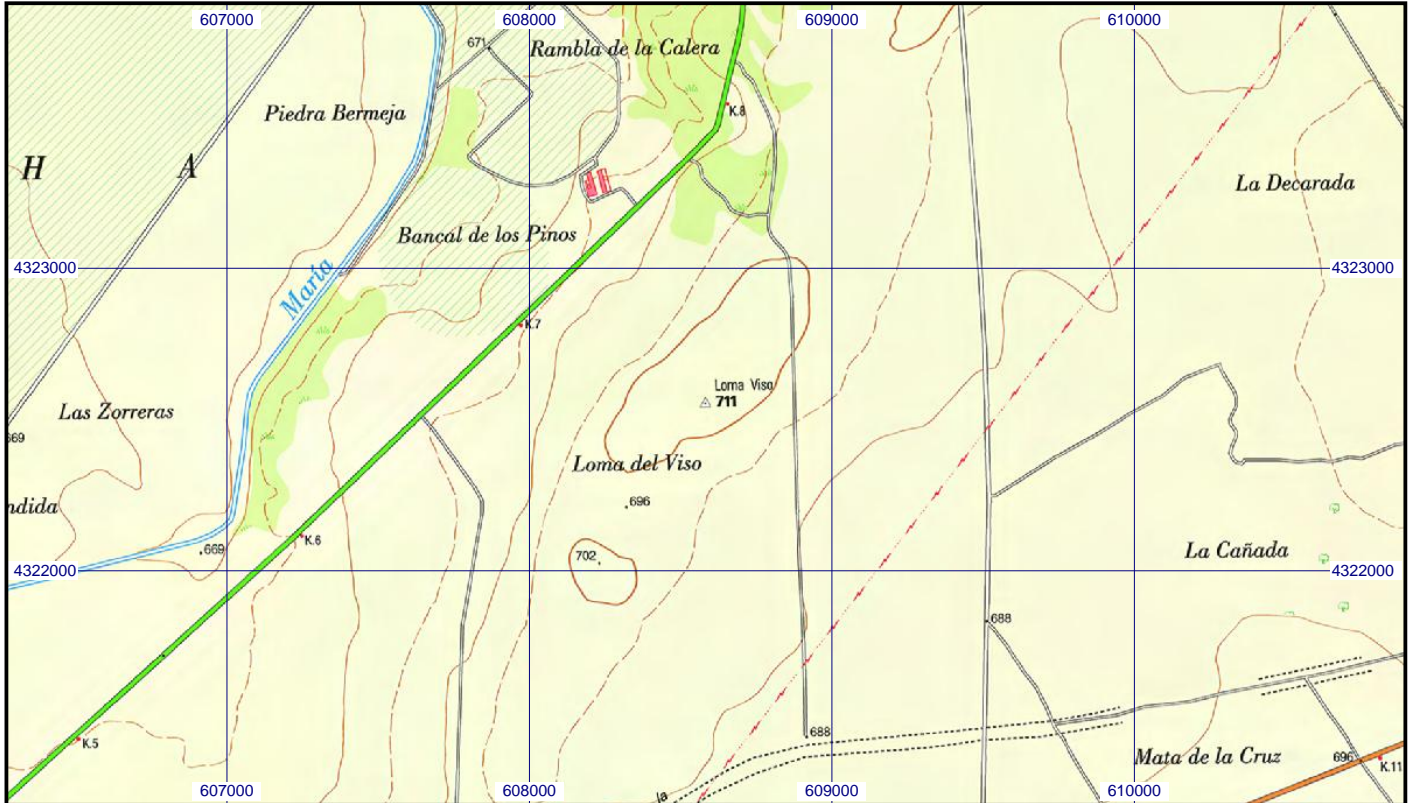 607000 608000 609000 610000
671
Rambla de la Calera
Piedra Bermeja
K.8
H A
La Decarada
Bancal de los Pinos
4323000 4323000
María
K.7
Loma Viso
711
Las Zorreras
669
Loma del Viso
696
ndida
K.6
669
702
La Cañada
4322000 4322000
688
K.5
688
Mata de la Cruz
696
K.11
la
607000 608000 609000 610000